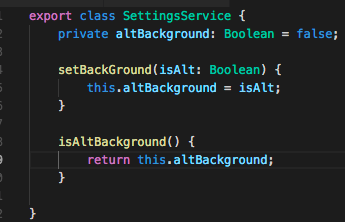 export class SettingsService {
    private altBackground: Boolean = false;

    setBackGround(isAlt: Boolean) {
        this.altBackground = isAlt;
    }

    isAltBackground() {
        return this.altBackground;
    }

}